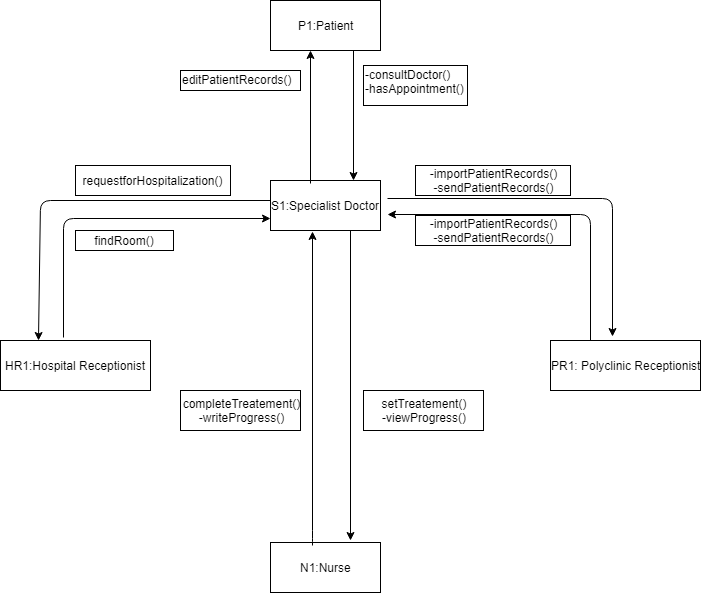 P1:Patient
editPatientRecords()
-consultDoctor()
-hasAppointment()
requestforHospitalization()
-importPatientRecords()
-sendPatientRecords()
S1:Specialist Doctor
findRoom()
-importPatientRecords()
-sendPatientRecords()
HR1:Hospital Receptionist
PR1: Polyclinic Receptionist
completeTreatement()
-writeProgress()
setTreatement()
-viewProgress()
N1:Nurse